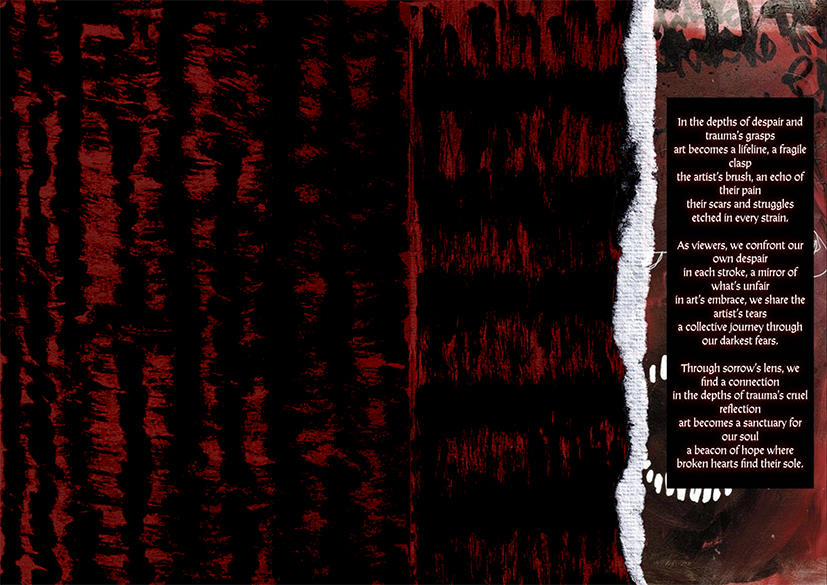 In the depths of despair and
trauma's grasps
art becomes a lifeline, a fragile
clasp
the artist's brush, an echo of
their pain
their scars and struggles
etched in every strain.
As viewers, we confront our
own despair
in each stroke, a mirror of
what's unfair
in art's embrace, we share the
artist's tears
a collective journey through
our darkest fears.
Through sorrow's lens, we
find a connection
in the depths of trauma's cruel
reflection
art becomes a sanctuary for
our soul
a beacon of hope where
broken hearts find their sole.